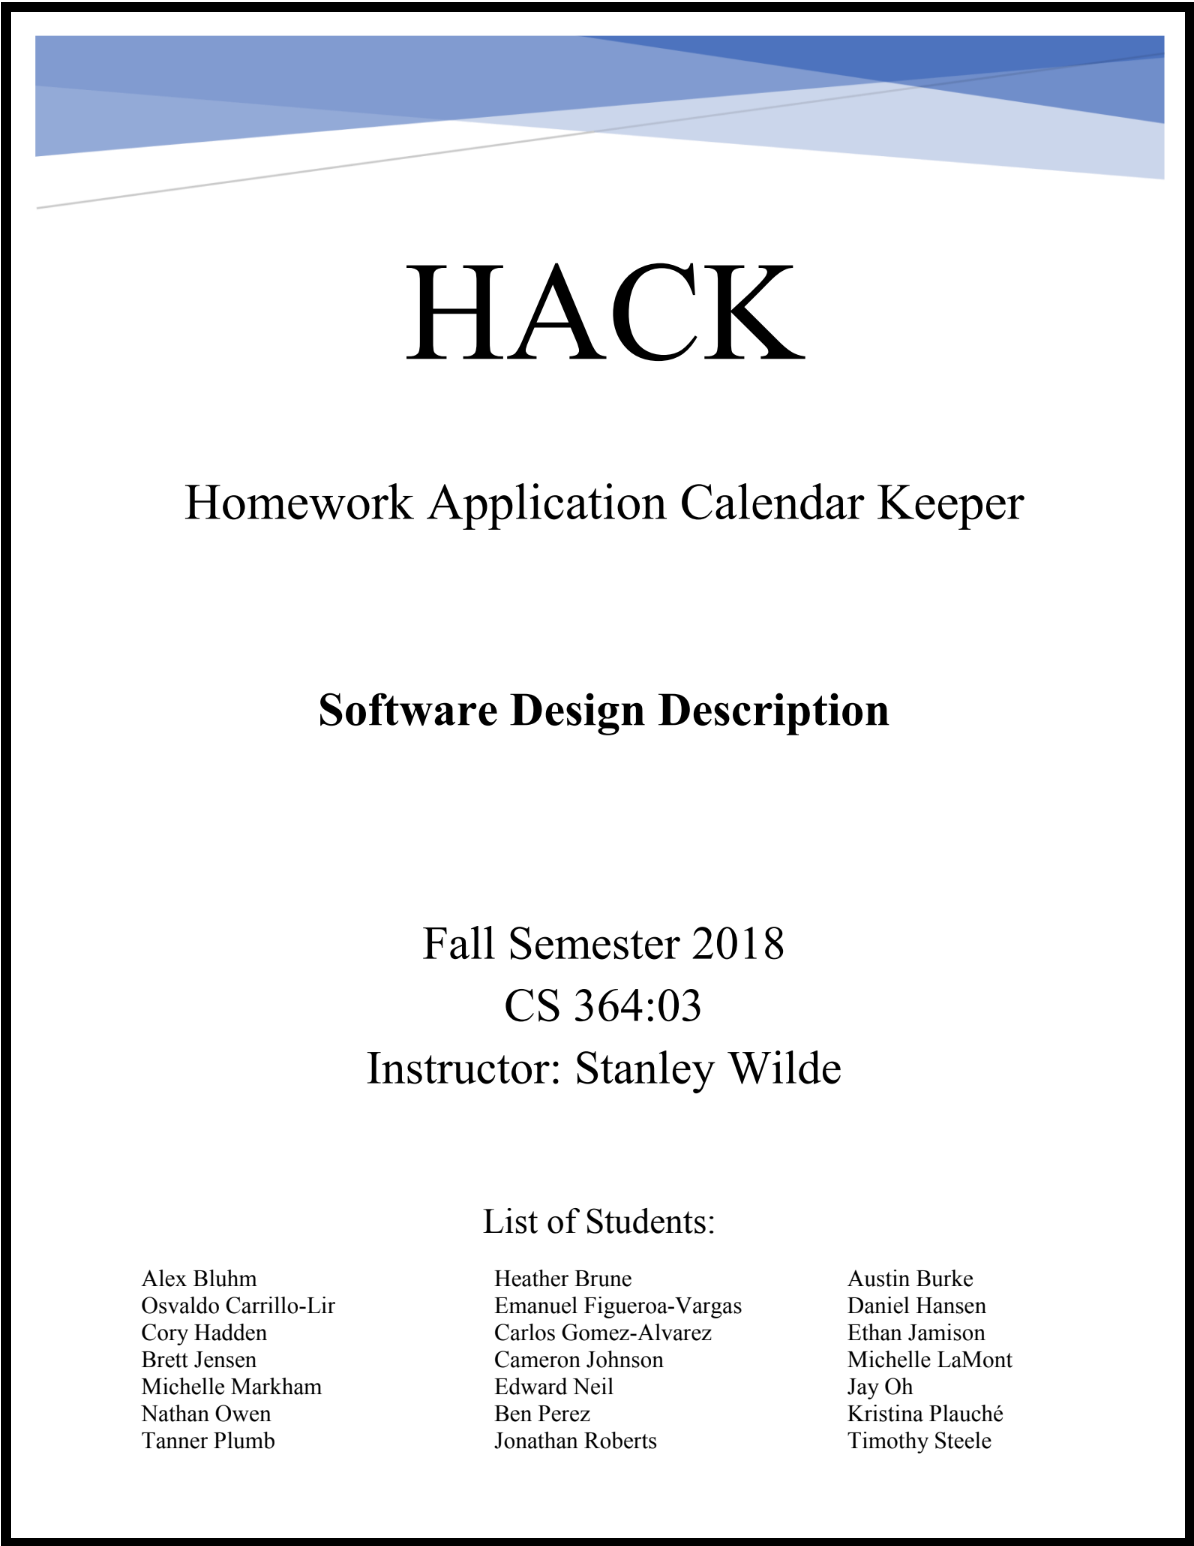 HACK
Homework Application Calendar Keeper
Software Design Description
Fall Semester 2018
CS 364:03
Instructor: Stanley Wilde
List of Students:
Alex Bluhm
Osvaldo Carrillo-Lir
Cory Hadden
Brett Jensen
Michelle Markham
Nathan Owen
Tanner Plumb
Heather Brune
Emanuel Figueroa-Vargas
Carlos Gomez-Alvarez
Cameron Johnson
Edward Neil
Ben Perez
Jonathan Roberts
Austin Burke
Daniel Hansen
Ethan Jamison
Michelle LaMont
Jay Oh
Kristina Plauché
Timothy Steele